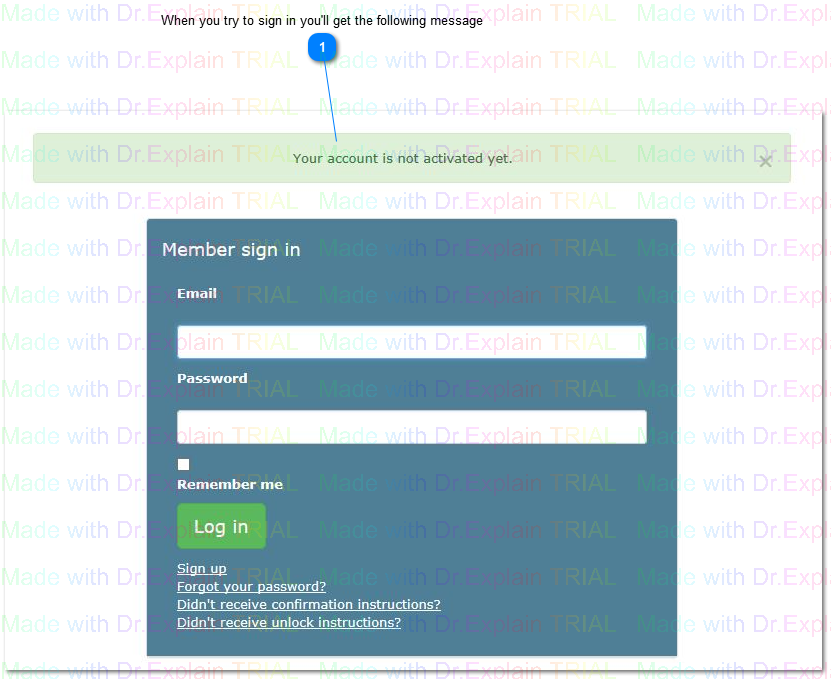 When you try to sign in you'll get the following message
1
Your account is not activated yet.
×
Member sign in
Email
Password
Remember me
Log in
Sign up
Forgot your password?
Didn't receive confirmation instructions?
Didn't receive unlock instructions?
Made with Dr.Explain TRIAL